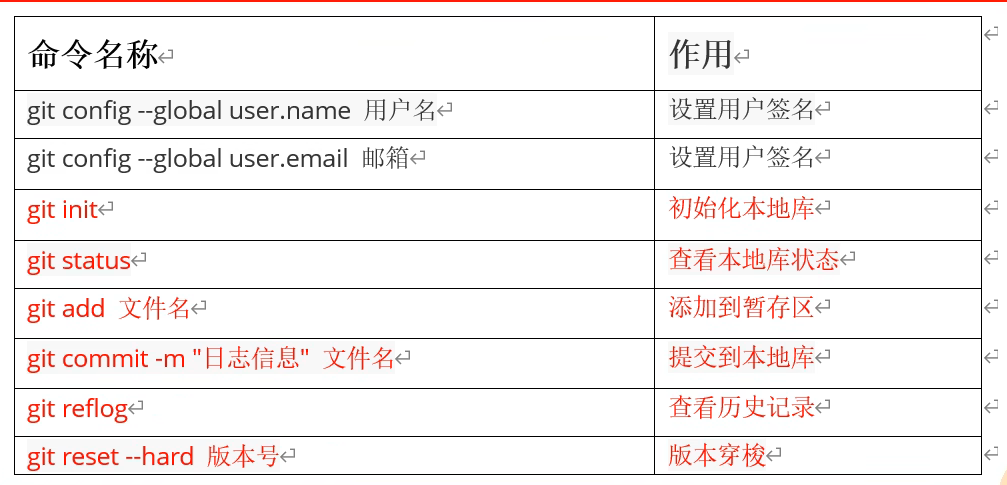 命令名称 作用
git config --global user.name 用户名 设置用户签名
git config --global user.email 邮箱 设置用户签名
git init 初始化本地库
git status 查看本地库状态
git add 文件名 添加到暂存区
git commit -m "日志信息" 文件名 提交到本地库
git reflog 查看历史记录
git reset --hard 版本号 版本穿梭